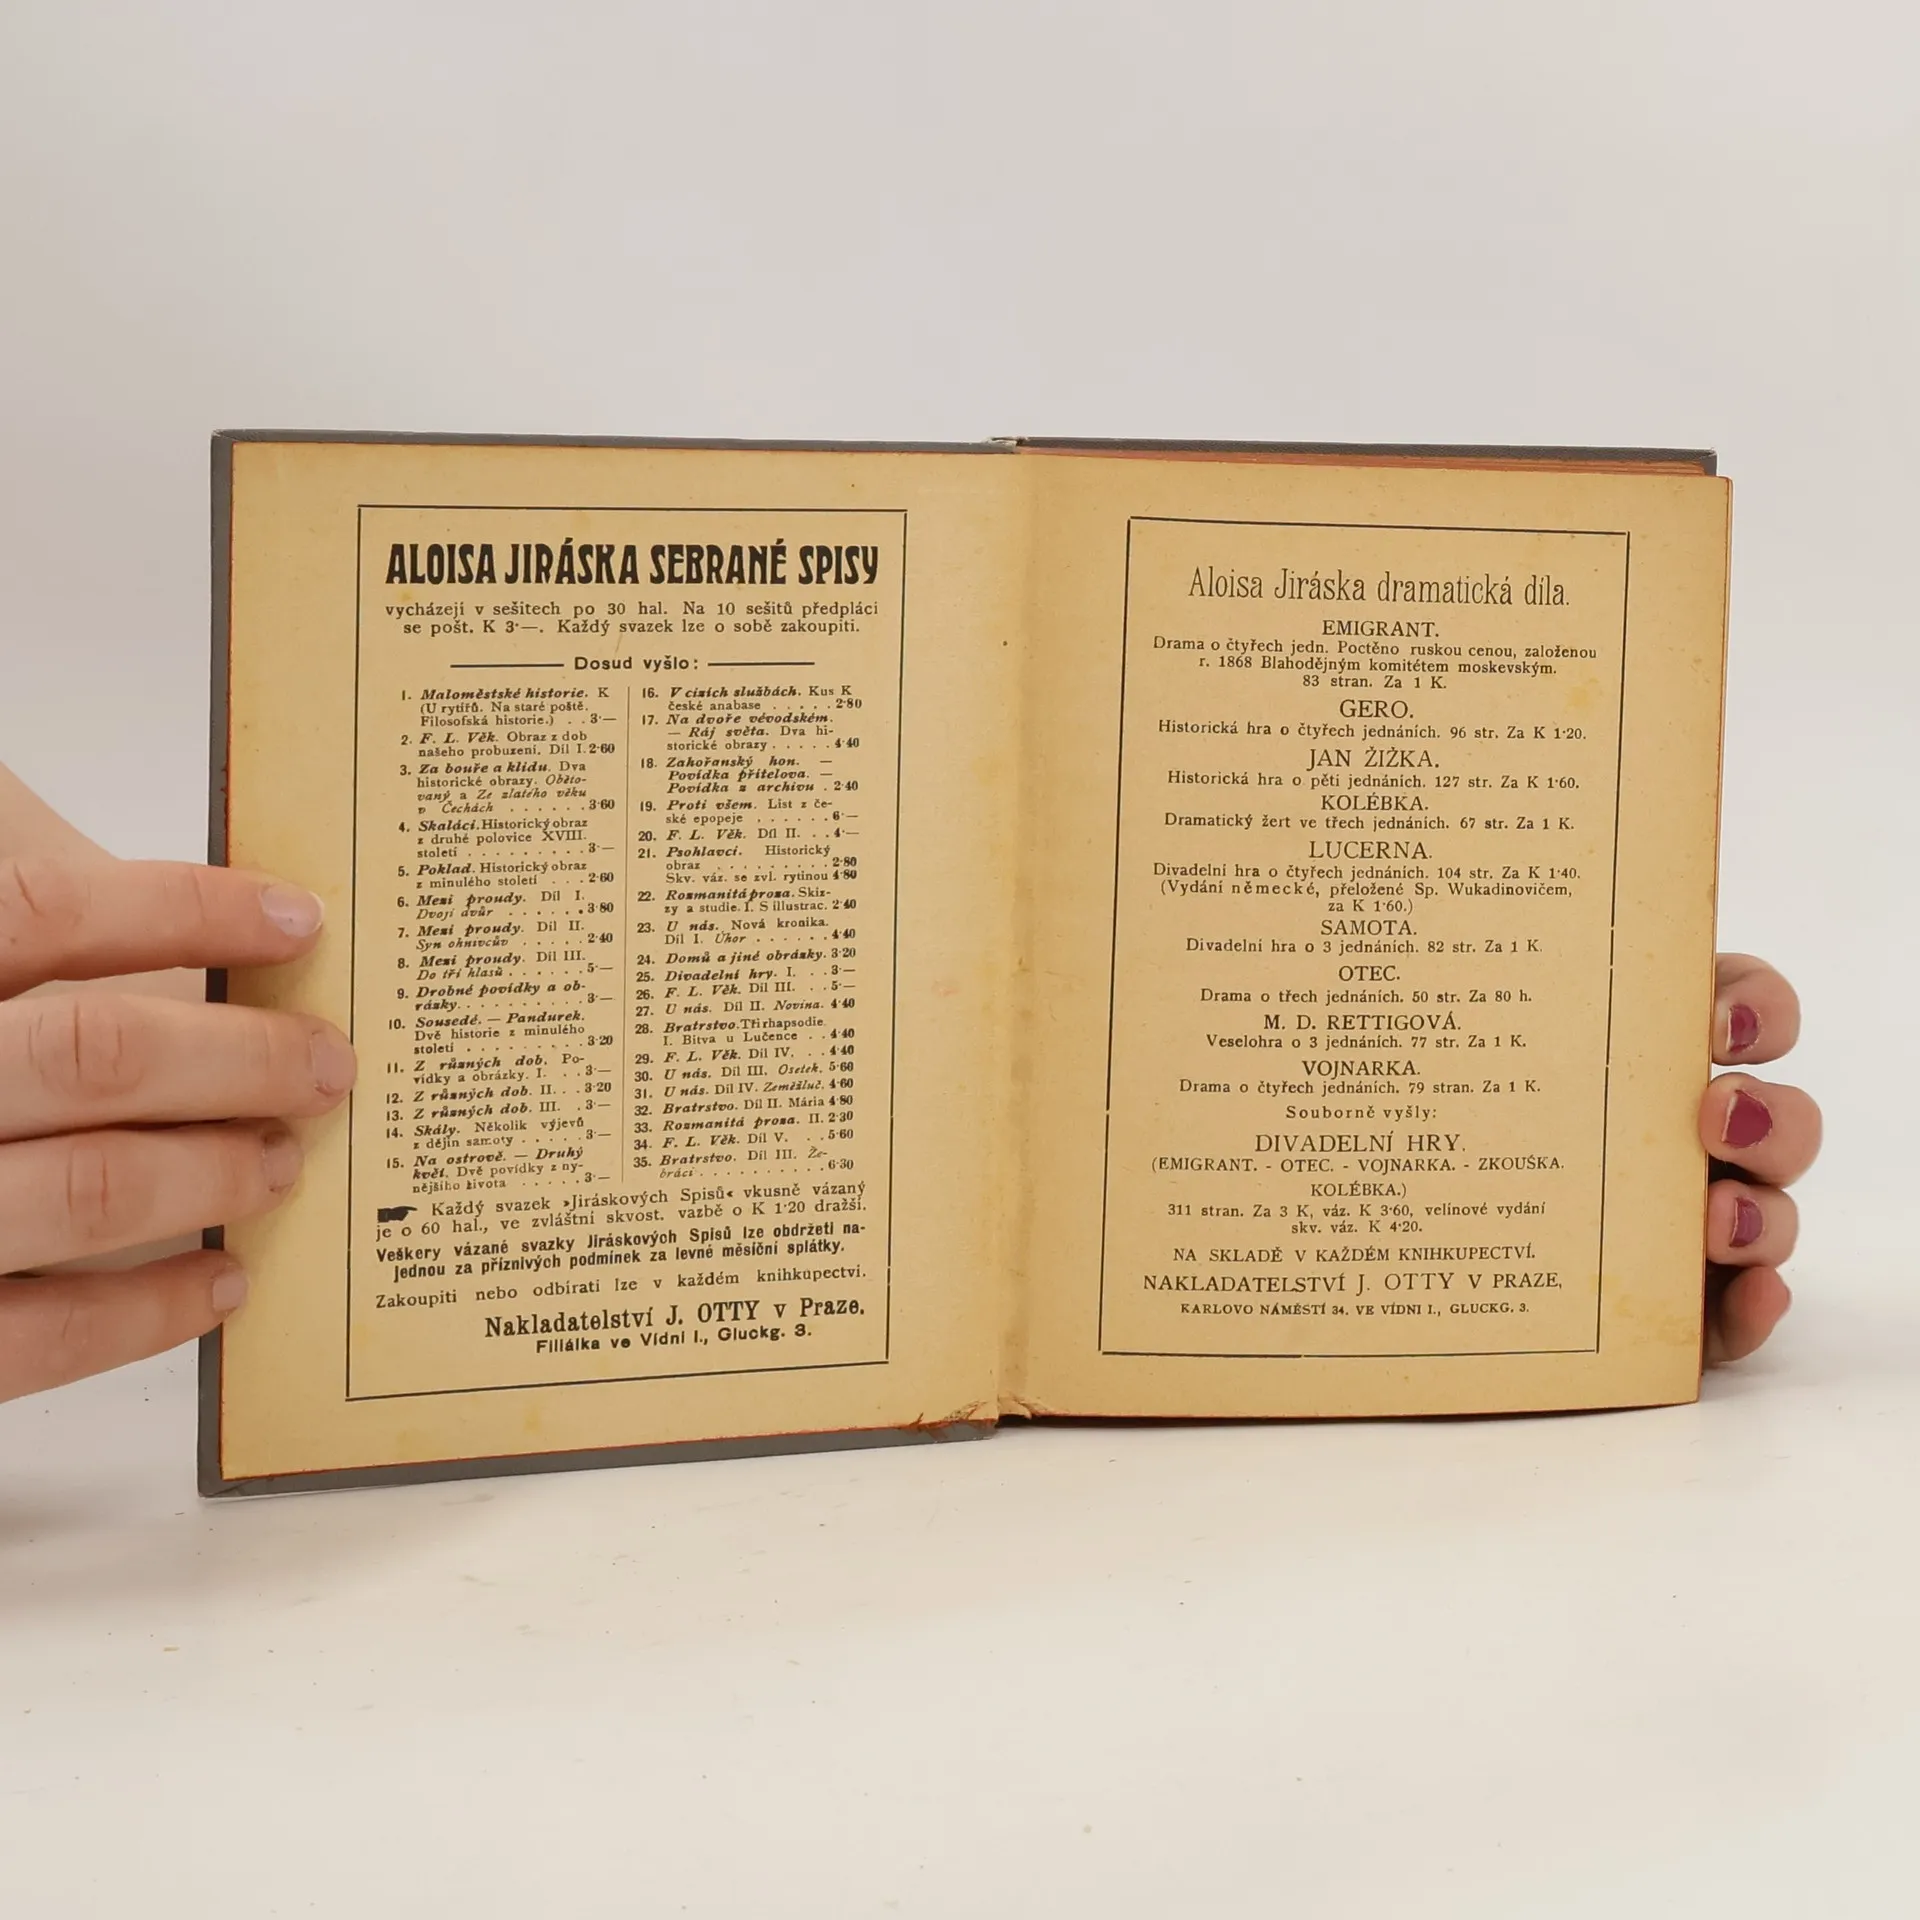 ALOISA JIRÁSKA SEBRANÉ SPISY
vycházejí v sešitech po 30 hal. Na 10 sešitů předplácí
se pošt. K 3·—. Každý svazek lze o sobě zakoupiti.
Dosud vyšlo:
1. Maloměstské historie. K
(U rytířů. Na staré poště.
Filosofská historie.) . . 3·—
2. F. L. Věk. Obraz z dob
našeho probuzení. Díl I. 2·60
3. Za bouře a klidu. Dva
historické obrazy. Oběto-
vaný a Ze zlatého věku
v Čechách . . . . . . 3·60
4. Skaláci. Historický obraz
z druhé polovice XVIII.
století . . . . . . . . . 3·—
5. Poklad. Historický obraz
z minulého století . . . 2·60
6. Mezi proudy. Díl I.
Dvojí dvůr . . . . . . 3·80
7. Mezi proudy. Díl II.
Syn ohnivcův . . . . . 2·40
8. Mezi proudy. Díl III.
Do tří hlasů . . . . . . 5·—
9. Drobné povídky a ob-
rázky. . . . . . . . . . 3·—
10. Sousedé. — Pandurek.
Dvě historie z minulého
století . . . . . . . . . 3·20
11. Z různých dob. Po-
vídky a obrázky. I. . . 3·—
12. Z různých dob. II. . . 3·20
13. Z různých dob. III. . 3·—
14. Skály. Několik výjevů
z dějin samoty . . . . . 3·—
15. Na ostrově. — Druhý
květ. Dvě povídky z ny-
nějšího života . . . . . 3·—
16. V cizích službách. Kus K
české anabase . . . . . 2·80
17. Na dvoře vévodském.
— Ráj světa. Dva hi-
storické obrazy . . . . . 4·40
18. Zahořanský hon. —
Povídka přítelova. —
Povídka z archivu . 2·40
19. Proti všem. List z če-
ské epopeje . . . . . . 6·—
20. F. L. Věk. Díl II. . . 4·—
21. Psohlavci. Historický
obraz . . . . . . . . . 2·80
Skv. váz. se zvl. rytinou 4·80
22. Rozmanitá prosa. Skiz-
zy a studie. I. S illustrac. 2·40
23. U nás. Nová kronika.
Díl I. Úhor . . . . . . 4·40
24. Domů a jiné obrázky. 3·20
25. Divadelní hry. I. . . 3·—
26. F. L. Věk. Díl III. . . 5·—
27. U nás. Díl II. Novina. 4·40
28. Bratrstvo. Tři rhapsodie.
I. Bitva u Lučence . . 4·40
29. F. L. Věk. Díl IV. . . 4·40
30. U nás. Díl III. Osetek. 5·60
31. U nás. Díl IV. Zeměžluč. 4·60
32. Bratrstvo. Díl II. Mária 4·80
33. Rozmanitá prosa. II. 2·30
34. F. L. Věk. Díl V. . . 5·60
35. Bratrstvo. Díl III. Že-
bráci . . . . . . . . . . 6·30
Každý svazek »Jiráskových Spisů« vkusně vázaný
je o 60 hal., ve zvláštní skvost. vazbě o K 1·20 dražší.
Veškery vázané svazky Jiráskových Spisů lze obdržeti na-
jednou za příznivých podmínek za levné měsíční splátky.
Zakoupiti nebo odbírati lze v každém knihkupectví.
Nakladatelství J. OTTY v Praze.
Filiálka ve Vídni I., Gluckg. 3.
Aloisa Jiráska dramatická díla.
EMIGRANT.
Drama o čtyřech jedn. Poctěno ruskou cenou, založenou
r. 1868 Blahodějným komitétem moskevským.
83 stran. Za 1 K.
GERO.
Historická hra o čtyřech jednáních. 96 str. Za K 1·20.
JAN ŽIŽKA.
Historická hra o pěti jednáních. 127 str. Za K 1·60.
KOLÉBKA.
Dramatický žert ve třech jednáních. 67 str. Za 1 K.
LUCERNA.
Divadelní hra o čtyřech jednáních. 104 str. Za K 1·40.
(Vydání německé, přeložené Sp. Wukadinovičem,
za K 1·60.)
SAMOTA.
Divadelní hra o 3 jednáních. 82 str. Za 1 K.
OTEC.
Drama o třech jednáních. 50 str. Za 80 h.
M. D. RETTIGOVÁ.
Veselohra o 3 jednáních. 77 str. Za 1 K.
VOJNARKA.
Drama o čtyřech jednáních. 79 stran. Za 1 K.
Souborně vyšly:
DIVADELNÍ HRY.
(EMIGRANT. - OTEC. - VOJNARKA. - ZKOUŠKA.
KOLÉBKA.)
311 stran. Za 3 K, váz. K 3·60, velinové vydání
skv. váz. K 4·20.
NA SKLADĚ V KAŽDÉM KNIHKUPECTVÍ.
NAKLADATELSTVÍ J. OTTY V PRAZE,
KARLOVO NÁMĚSTÍ 34. VE VÍDNI I., GLUCKG. 3.